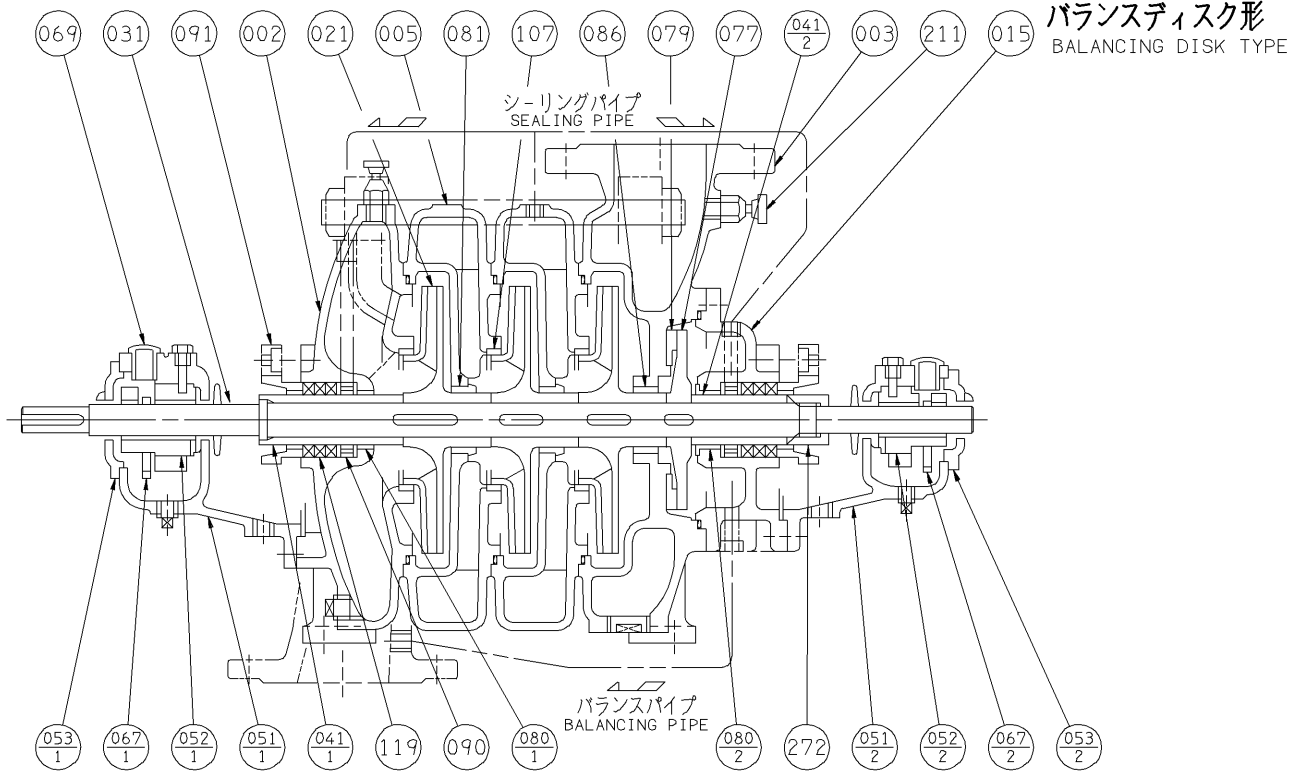 バランスディスク形
BALANCING DISK TYPE
069 031 091 002 021 005 081 107 086 079 077 041/2 003 211 015
シーリングパイプ
SEALING PIPE
バランスパイプ
BALANCING PIPE
053/1 067/1 052/1 051/1 041/1 119 090 080/1 080/2 272 051/2 052/2 067/2 053/2